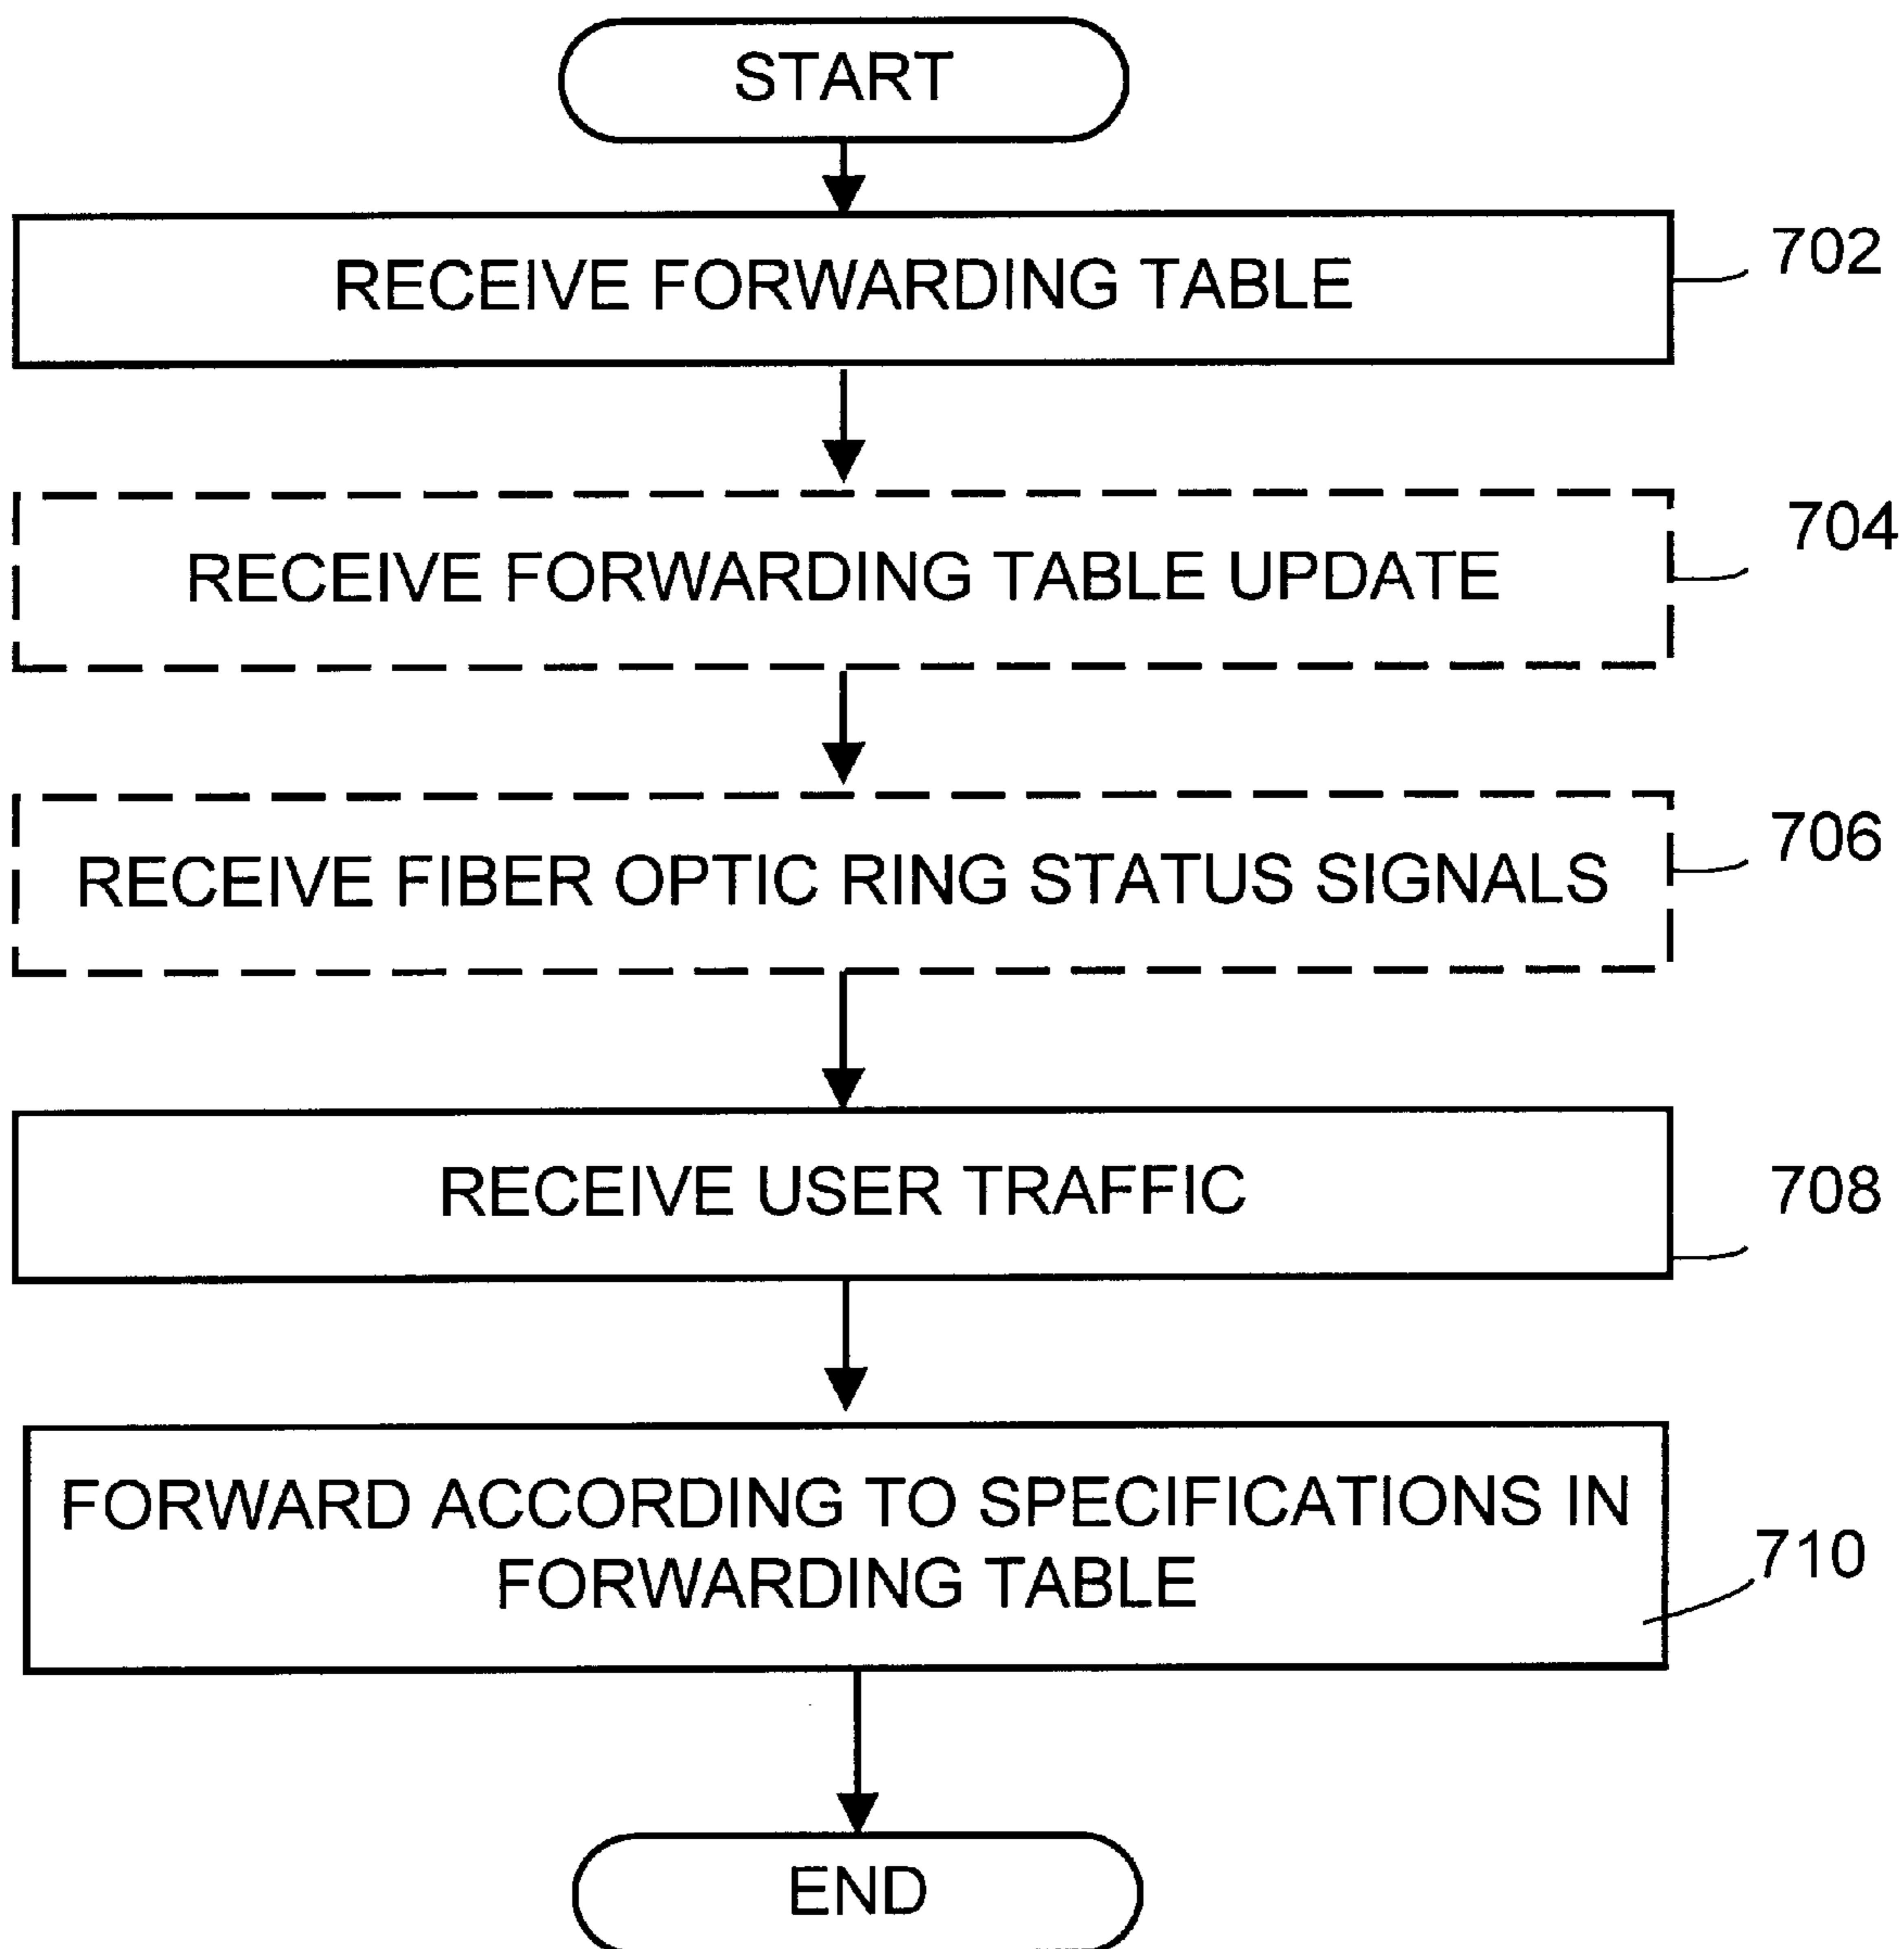 START
RECEIVE FORWARDING TABLE
702
RECEIVE FORWARDING TABLE UPDATE
704
RECEIVE FIBER OPTIC RING STATUS SIGNALS
706
RECEIVE USER TRAFFIC
708
FORWARD ACCORDING TO SPECIFICATIONS IN
FORWARDING TABLE
710
END